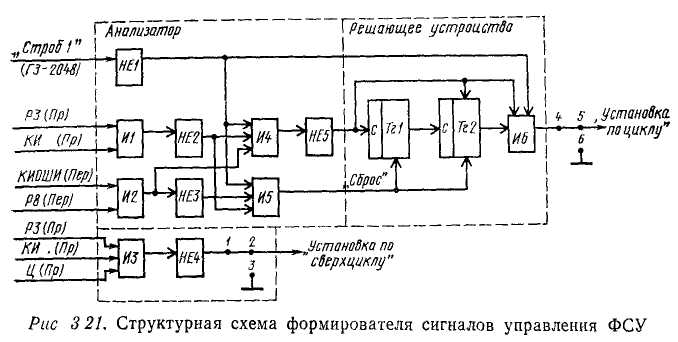 Анализатор
Решающее устройство
„Строб 1"
(ГЗ-2048)
НЕ1
РЗ (Пр)
КИ (Пр)
И1
НЕ2
И4
НЕ5
С Тг1
С Тг2
И6
4 5
6
„Установка
по циклу"
КИОШИ (Пер)
Р8 (Пер)
И2
НЕ3
И5
„Сброс"
РЗ (Пр)
КИ . (Пр)
Ц (Пр)
И3
НЕ4
1 2
3
„Установка по
сверхциклу"
Рис 3 21. Структурная схема формирователя сигналов управления ФСУ